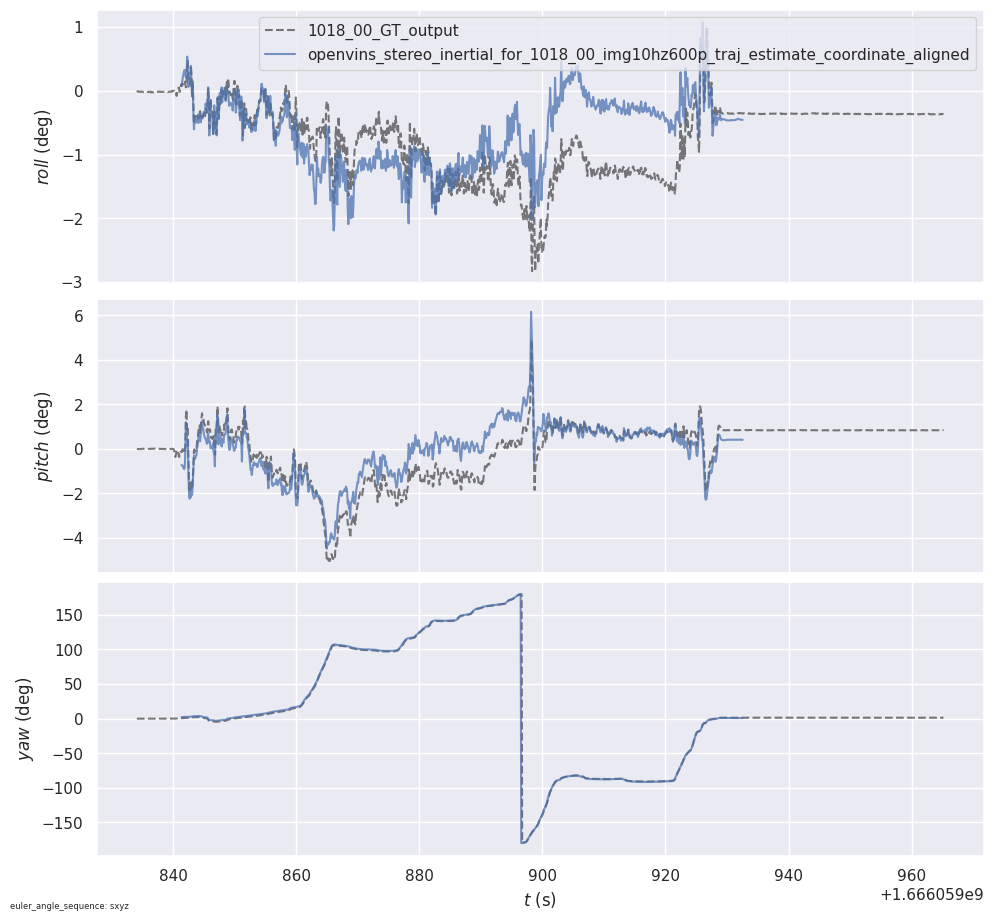 1018_00_GT_output
openvins_stereo_inertial_for_1018_00_img10hz600p_traj_estimate_coordinate_aligned
1
0
−1
−2
−3
roll (deg)
6
4
2
0
−2
−4
pitch (deg)
150
100
50
0
−50
−100
−150
yaw (deg)
840 860 880 900 920 940 960
+1.666059e9
t (s)
euler_angle_sequence: sxyz